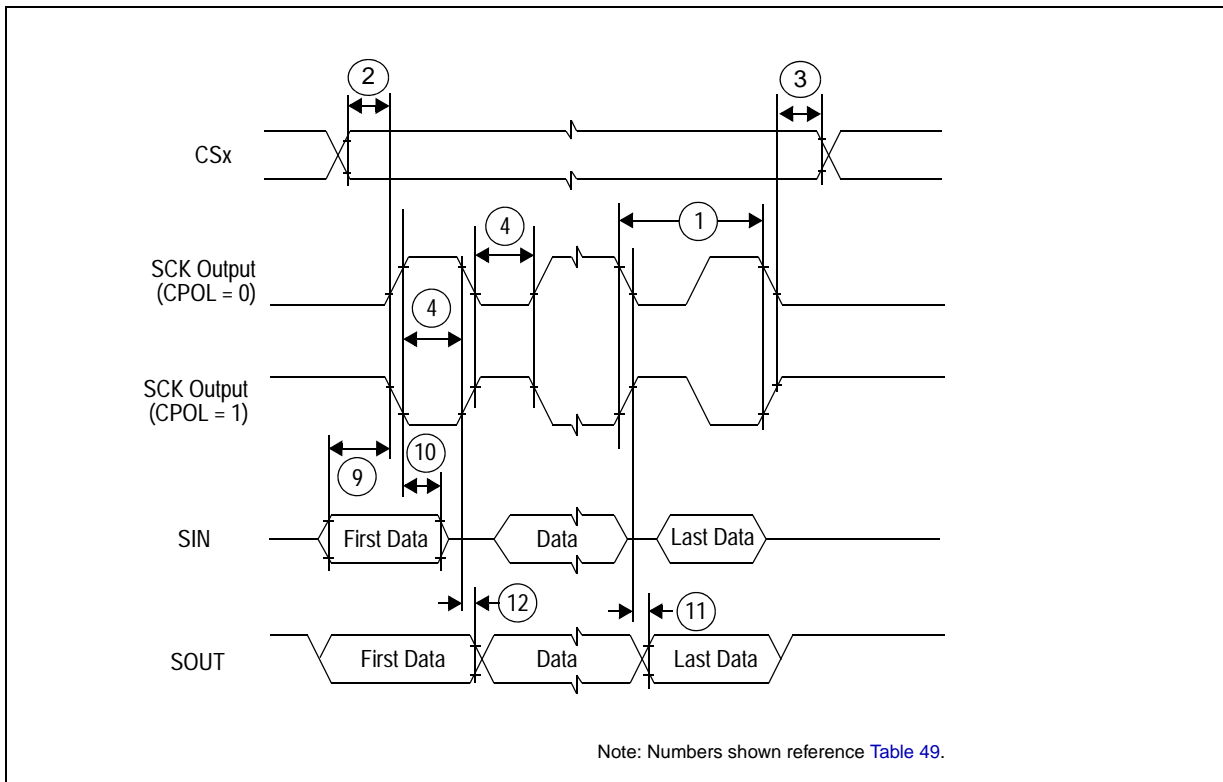 2
3
CSx
4
1
SCK Output
(CPOL = 0)
4
SCK Output
(CPOL = 1)
9
10
SIN
First Data
Data
Last Data
12
11
SOUT
First Data
Data
Last Data
Note: Numbers shown reference Table 49.